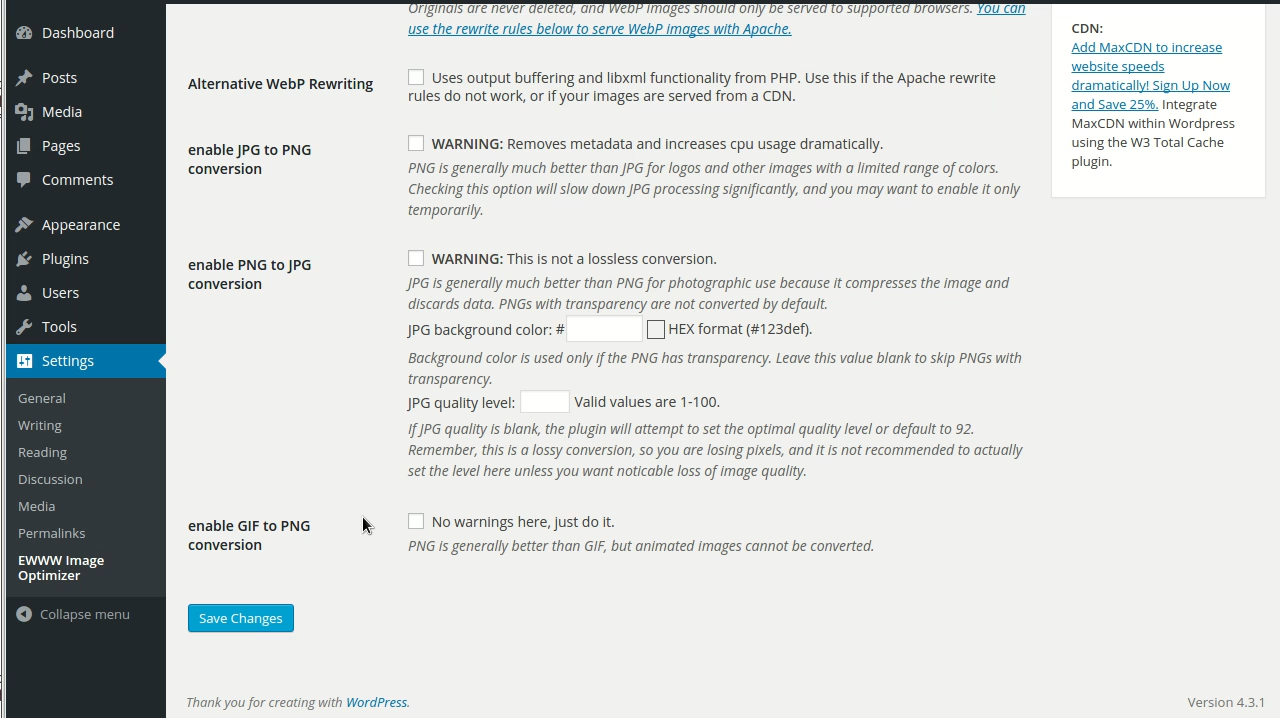 Dashboard
Posts
Media
Pages
Comments
Appearance
Plugins
Users
Tools
Settings
General
Writing
Reading
Discussion
Media
Permalinks
EWWW Image
Optimizer
Collapse menu
Originals are never deleted, and WebP images should only be served to supported browsers. You can
use the rewrite rules below to serve WebP images with Apache.
Alternative WebP Rewriting
Uses output buffering and libxml functionality from PHP. Use this if the Apache rewrite
rules do not work, or if your images are served from a CDN.
enable JPG to PNG
conversion
WARNING: Removes metadata and increases cpu usage dramatically.
PNG is generally much better than JPG for logos and other images with a limited range of colors.
Checking this option will slow down JPG processing significantly, and you may want to enable it only
temporarily.
enable PNG to JPG
conversion
WARNING: This is not a lossless conversion.
JPG is generally much better than PNG for photographic use because it compresses the image and
discards data. PNGs with transparency are not converted by default.
JPG background color: # HEX format (#123def).
Background color is used only if the PNG has transparency. Leave this value blank to skip PNGs with
transparency.
JPG quality level: Valid values are 1-100.
If JPG quality is blank, the plugin will attempt to set the optimal quality level or default to 92.
Remember, this is a lossy conversion, so you are losing pixels, and it is not recommended to actually
set the level here unless you want noticable loss of image quality.
enable GIF to PNG
conversion
No warnings here, just do it.
PNG is generally better than GIF, but animated images cannot be converted.
Save Changes
CDN:
Add MaxCDN to increase
website speeds
dramatically! Sign Up Now
and Save 25%. Integrate
MaxCDN within Wordpress
using the W3 Total Cache
plugin.
Thank you for creating with WordPress.
Version 4.3.1